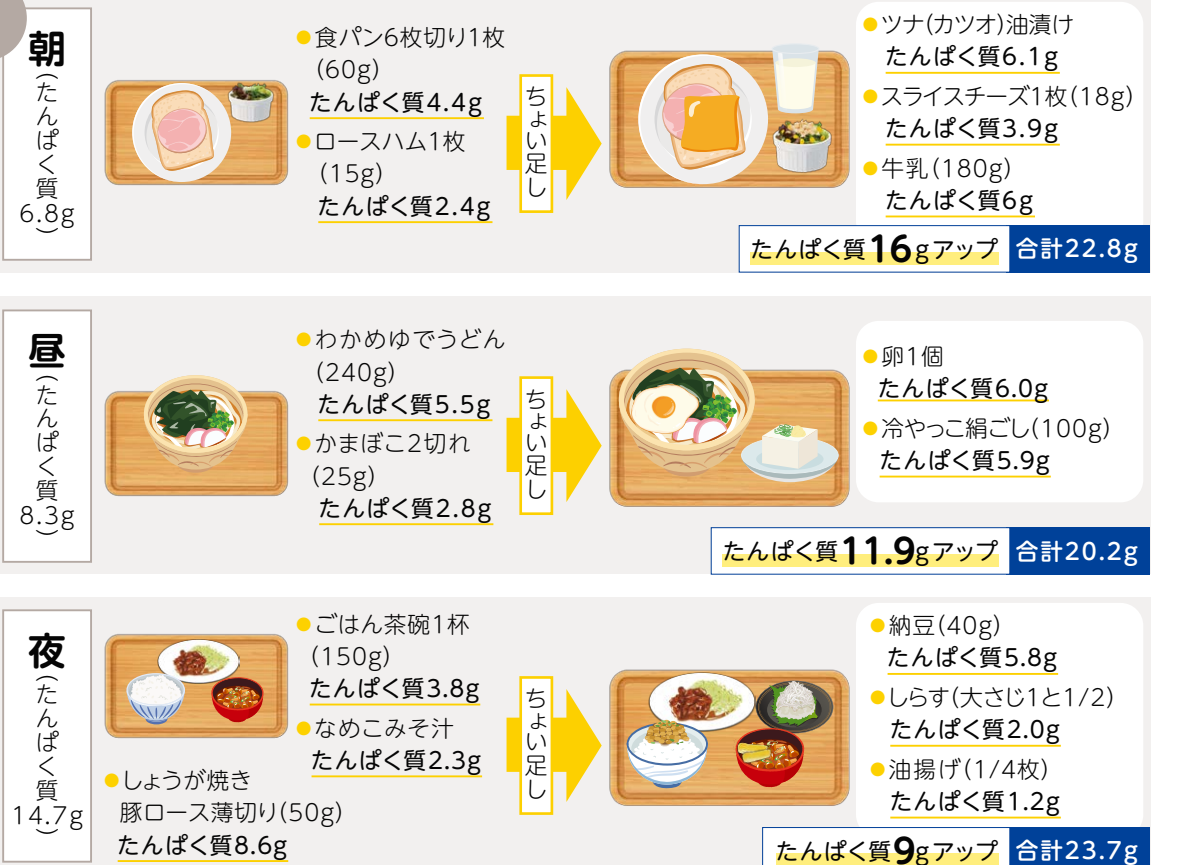 朝
(たんぱく質6.8g)
●食パン6枚切り1枚
(60g)
たんぱく質4.4g
●ロースハム1枚
(15g)
たんぱく質2.4g
ちょい足し
●ツナ(カツオ)油漬け
たんぱく質6.1g
●スライスチーズ1枚(18g)
たんぱく質3.9g
●牛乳(180g)
たんぱく質6g
たんぱく質16gアップ 合計22.8g
昼
(たんぱく質8.3g)
●わかめゆでうどん
(240g)
たんぱく質5.5g
●かまぼこ2切れ
(25g)
たんぱく質2.8g
ちょい足し
●卵1個
たんぱく質6.0g
●冷やっこ絹ごし(100g)
たんぱく質5.9g
たんぱく質11.9gアップ 合計20.2g
夜
(たんぱく質14.7g)
●ごはん茶碗1杯
(150g)
たんぱく質3.8g
●なめこみそ汁
たんぱく質2.3g
●しょうが焼き
豚ロース薄切り(50g)
たんぱく質8.6g
ちょい足し
●納豆(40g)
たんぱく質5.8g
●しらす(大さじ1と1/2)
たんぱく質2.0g
●油揚げ(1/4枚)
たんぱく質1.2g
たんぱく質9gアップ 合計23.7g